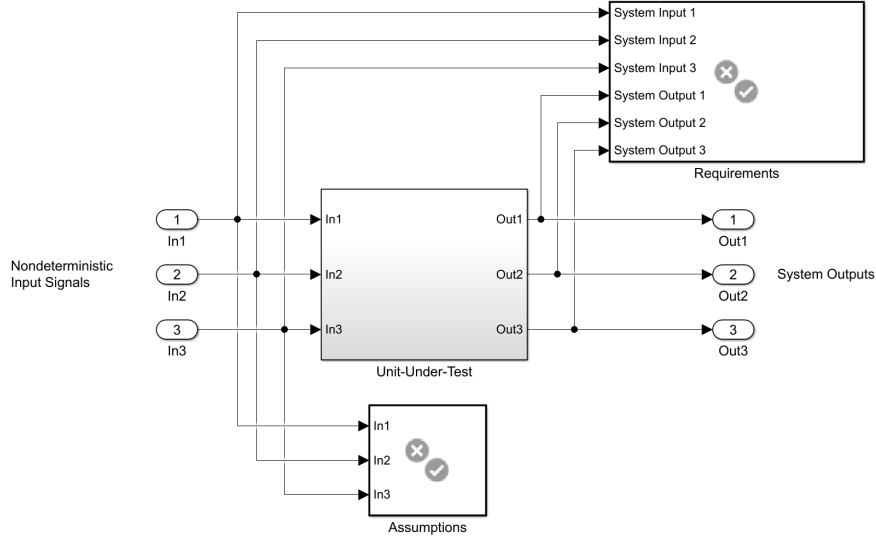 System Input 1
System Input 2
System Input 3
System Output 1
System Output 2
System Output 3
Requirements
1
In1
In1
Out1
1
Out1
Nondeterministic
Input Signals
2
In2
In2
Out2
2
Out2
System Outputs
3
In3
In3
Out3
3
Out3
Unit-Under-Test
In1
In2
In3
Assumptions